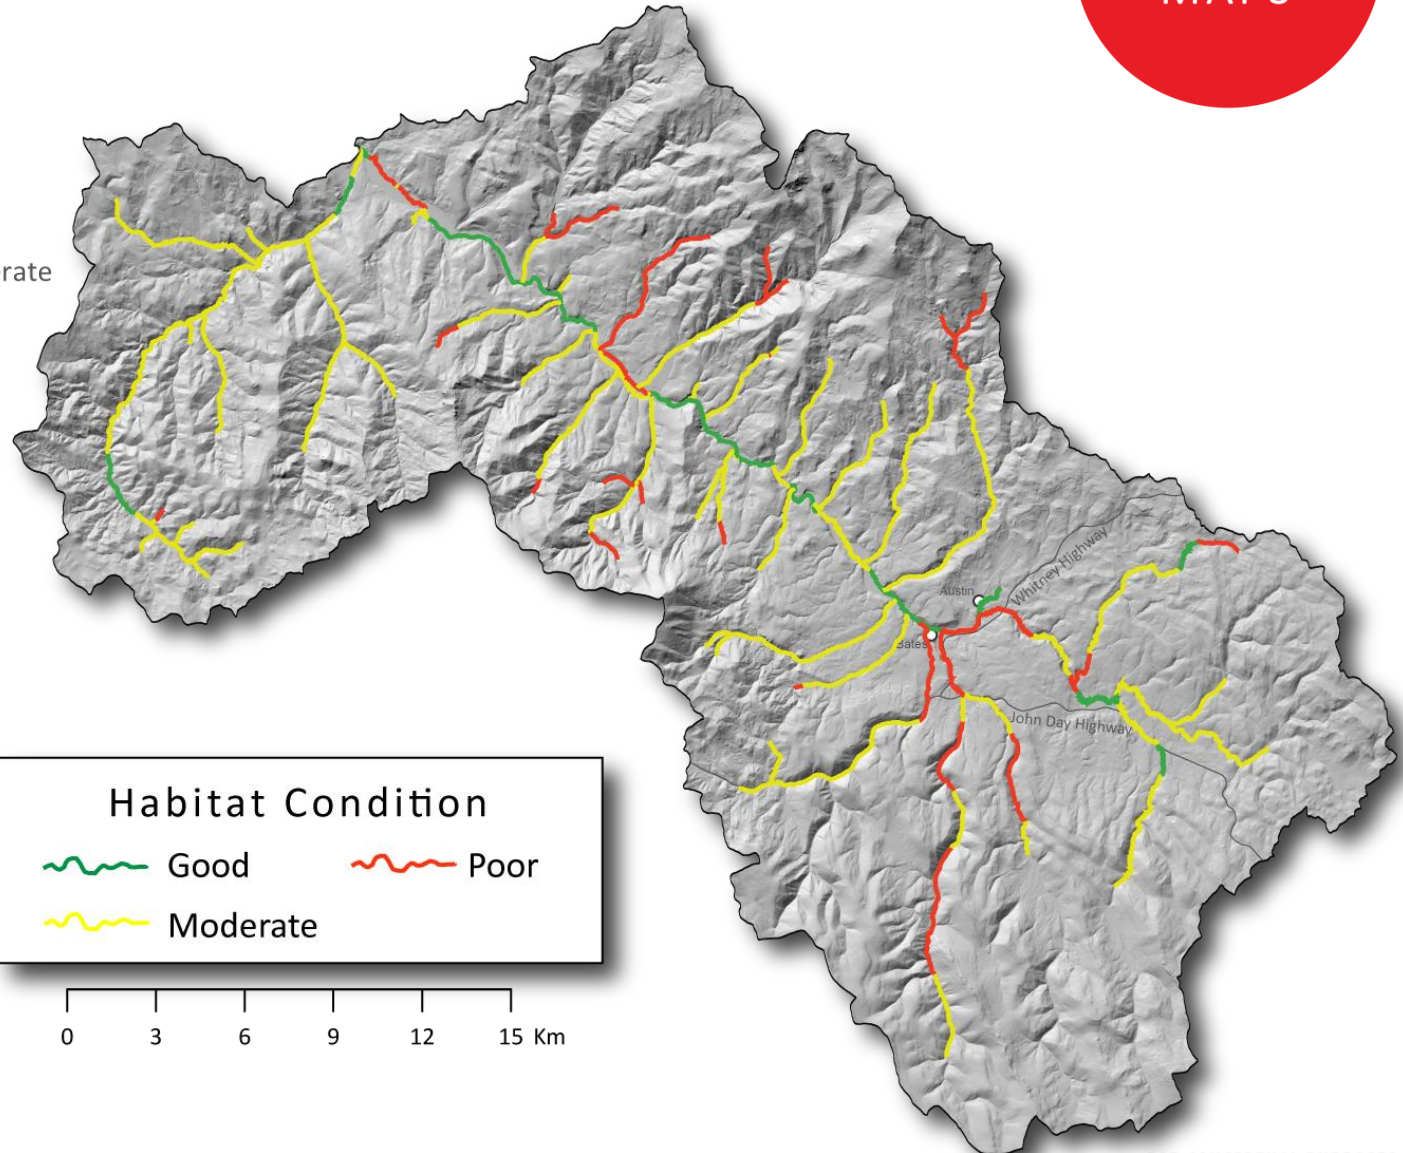 erate
Austin
Whitney Highway
Bates
John Day Highway
Habitat Condition
Good
Poor
Moderate
0 3 6 9 12 15 Km